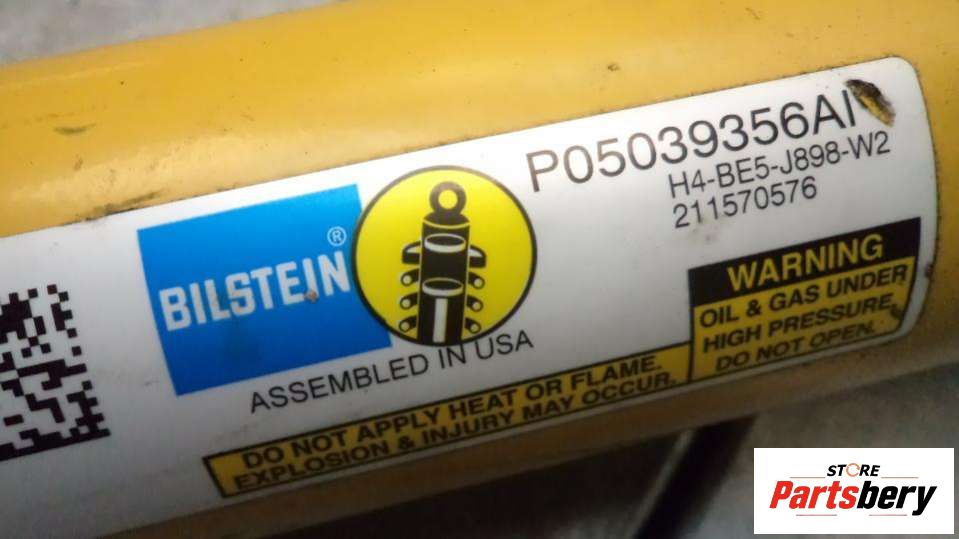 P05039356AI
H4-BE5-J898-W2
211570576
BILSTEIN®
ASSEMBLED IN USA
WARNING
OIL & GAS UNDER
HIGH PRESSURE.
DO NOT OPEN.
DO NOT APPLY HEAT OR FLAME.
EXPLOSION & INJURY MAY OCCUR.
STORE
Partsbery